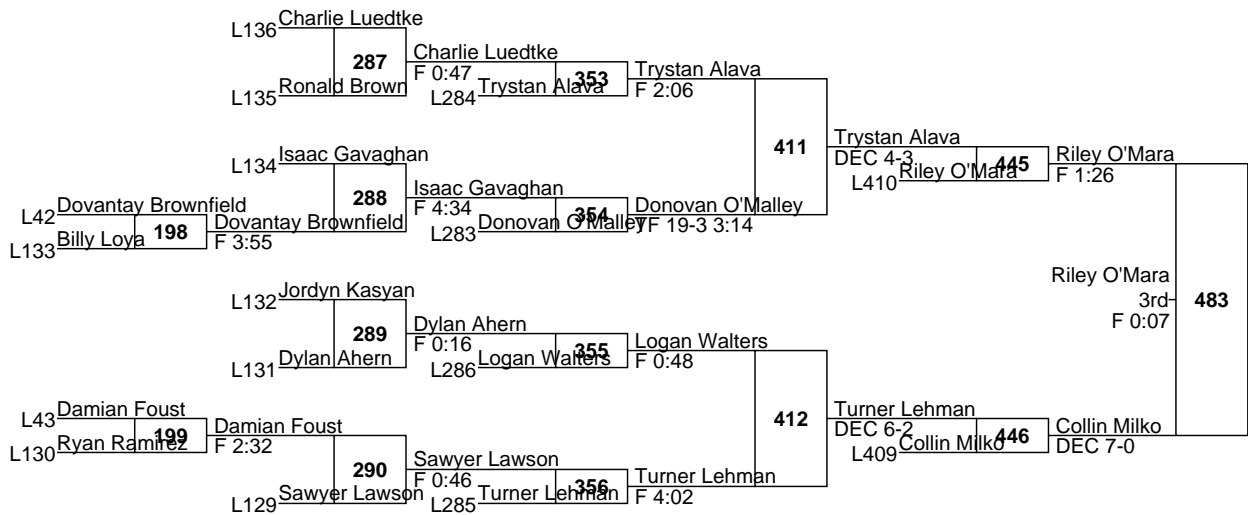 L136 Charlie Luedtke
287
Charlie Luedtke
F 0:47
L135 Ronald Brown
L284 Trystan Alava
353
Trystan Alava
F 2:06
411
Trystan Alava
DEC 4-3
L134 Isaac Gavaghan
288
Isaac Gavaghan
F 4:34
L42 Dovantay Brownfield
198
Dovantay Brownfield
F 3:55
L133 Billy Loya
L283 Donovan O'Malley
354
Donovan O'Malley
TF 19-3 3:14
L410 Riley O'Mara
445
Riley O'Mara
F 1:26
Riley O'Mara
3rd
F 0:07
483
L132 Jordyn Kasyan
289
Dylan Ahern
F 0:16
L131 Dylan Ahern
L286 Logan Walters
355
Logan Walters
F 0:48
412
Turner Lehman
DEC 6-2
L43 Damian Foust
199
Damian Foust
F 2:32
L130 Ryan Ramirez
290
Sawyer Lawson
F 0:46
L129 Sawyer Lawson
L285 Turner Lehman
356
Turner Lehman
F 4:02
L409 Collin Milko
446
Collin Milko
DEC 7-0